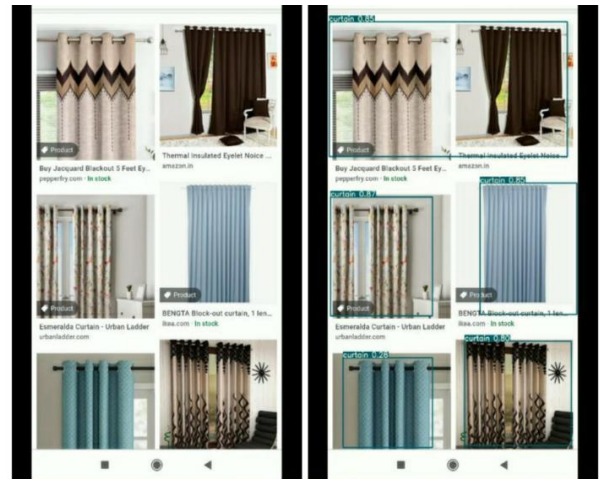 Product
Buy Jacquard Blackout 5 Feet Ey...
pepperfry.com · In stock
Thermal Insulated Eyelet Noice ...
amazon.in
Product
Esmeralda Curtain - Urban Ladder
urbanladder.com
Product
BENGTA Block-out curtain, 1 len...
ikea.com · In stock
curtain 0.85
Product
Buy Jacquard Blackout 5 Feet Ey...
pepperfry.com · In stock
Thermal Insulated Eyelet Noice
amazon.in
curtain 0.87
Product
Esmeralda Curtain - Urban Ladder
urbanladder.com
curtain 0.85
Product
BENGTA Block-out curtain, 1 len...
ikea.com · In stock
curtain 0.28
curtain 0.80